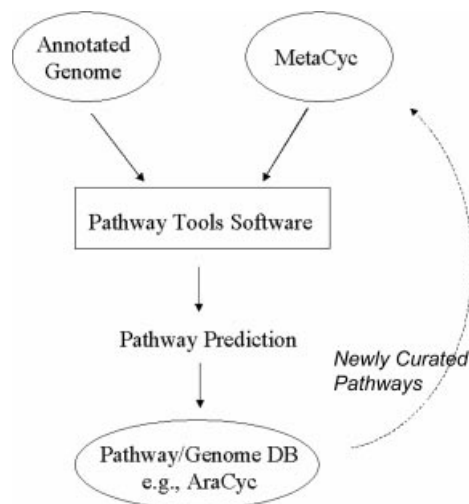 Annotated
Genome
MetaCyc
Pathway Tools Software
Pathway Prediction
Newly Curated
Pathways
Pathway/Genome DB
e.g., AraCyc